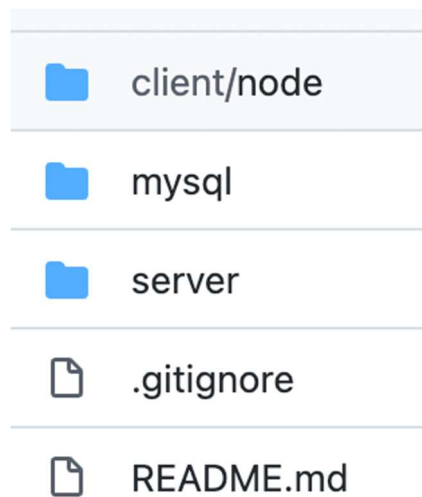 client/node
mysql
server
.gitignore
README.md